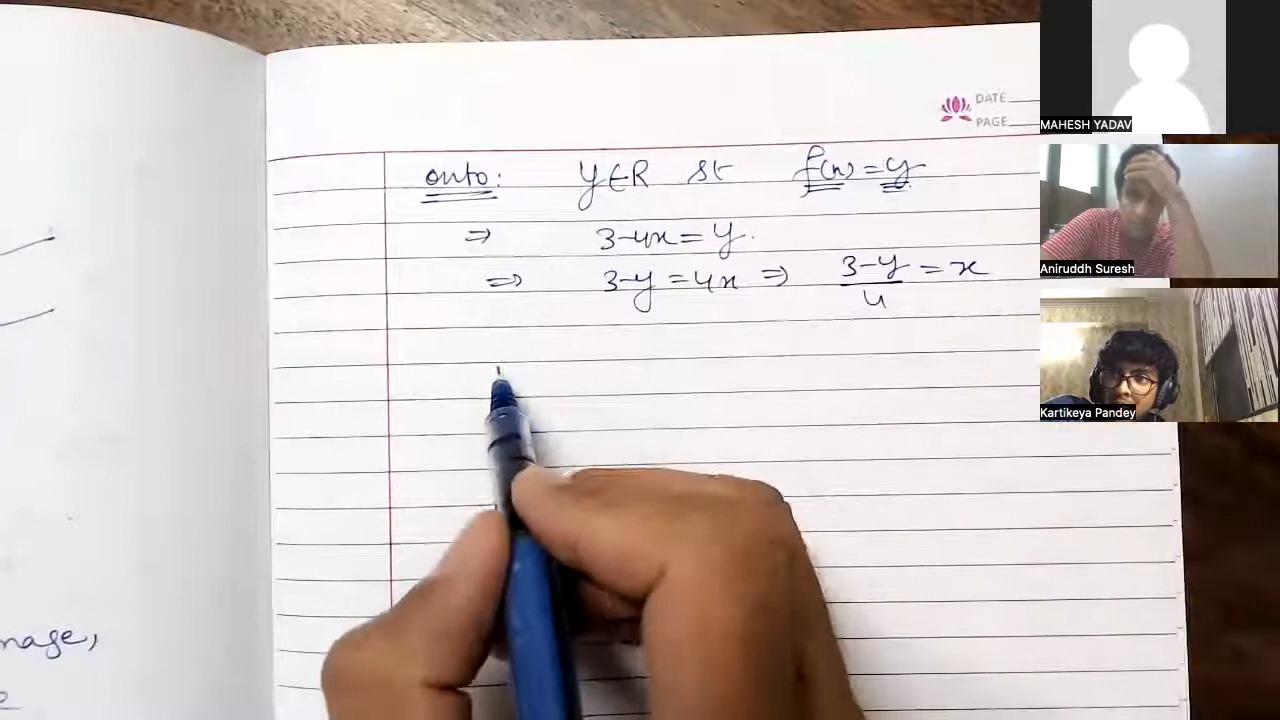 DATE
PAGE
onto: y∈R st f(x) = y
⇒ 3-4x = y.
⇒ 3-y = 4x ⇒ 3-y/4 = x
nage,
MAHESH YADAV
Aniruddh Suresh
Kartikeya Pandey